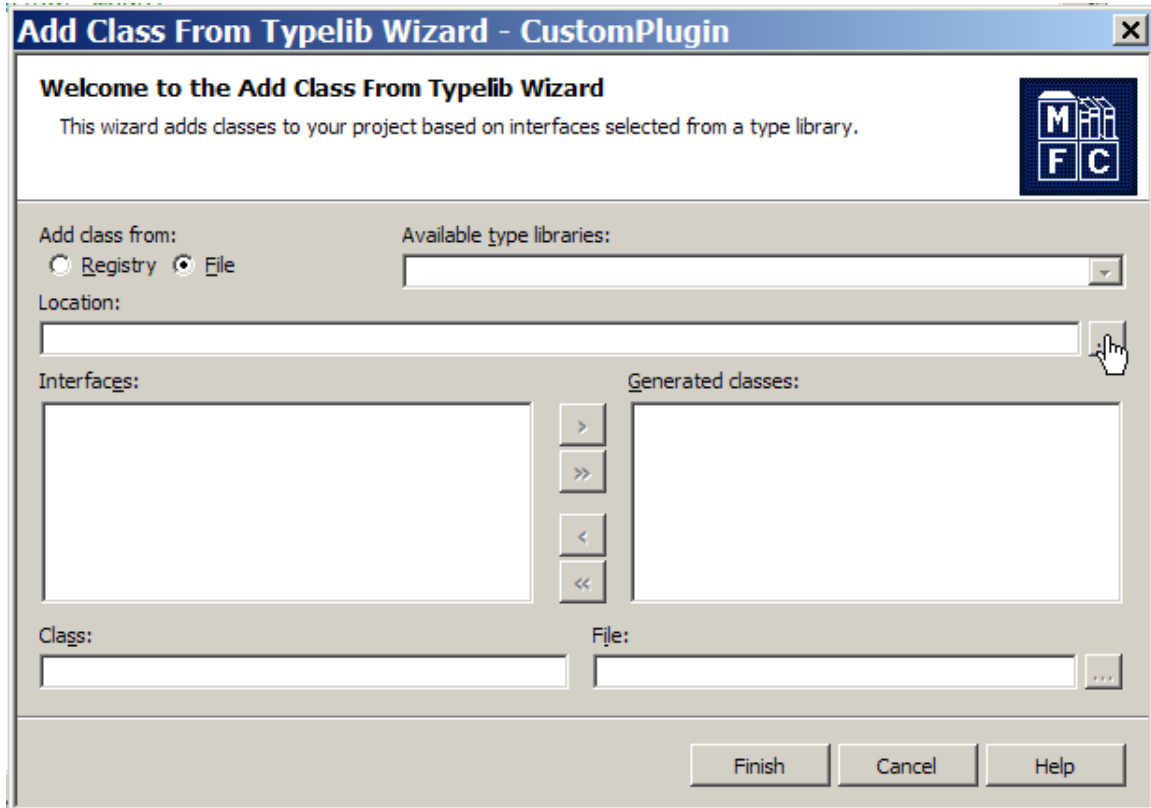 Add Class From Typelib Wizard - CustomPlugin
Welcome to the Add Class From Typelib Wizard
This wizard adds classes to your project based on interfaces selected from a type library.
M
F C
Add class from:
Available type libraries:
Registry File
Location:
Interfaces:
Generated classes:
>
>>
<
<<
Class:
File:
...
Finish Cancel Help